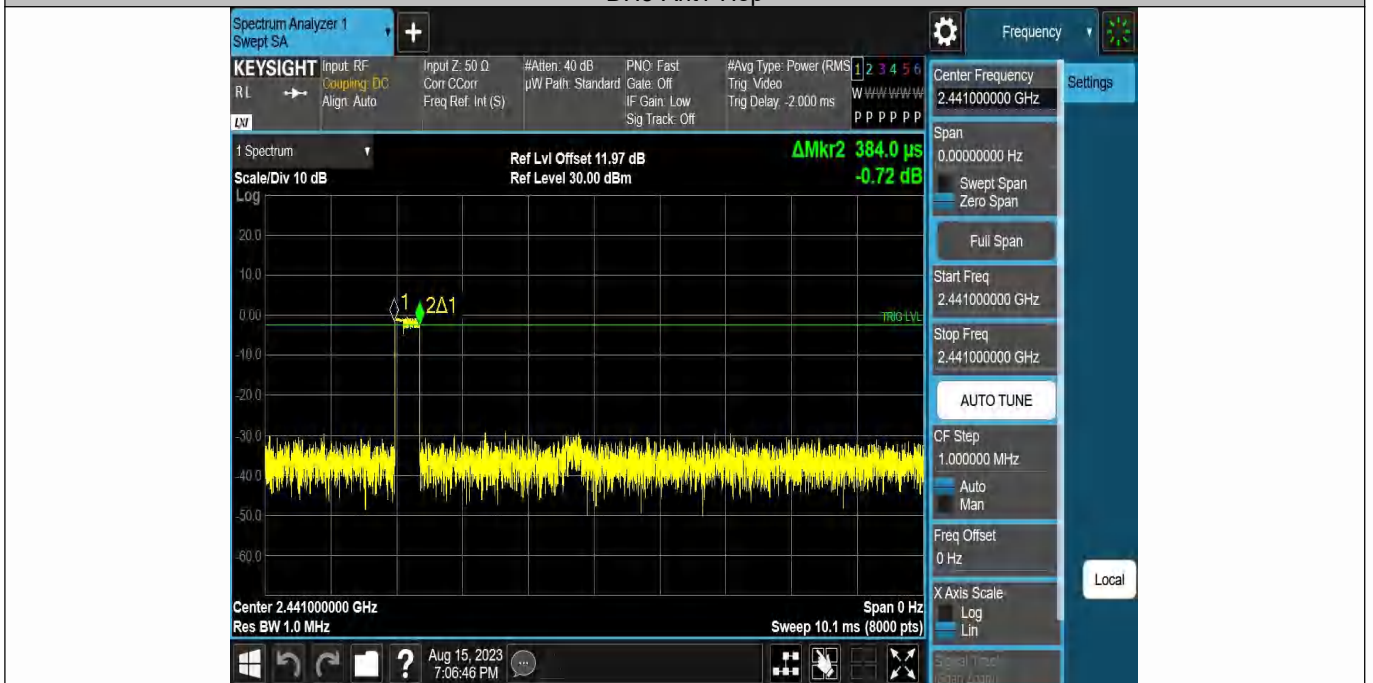 Spectrum Analyzer 1
Swept SA
Frequency
KEYSIGHT
RL
LXI
Input: RF
Coupling: DC
Align: Auto
Input Z: 50 Ω
Corr CCorr
Freq Ref: Int (S)
#Atten: 40 dB
µW Path: Standard
PNO: Fast
Gate: Off
IF Gain: Low
Sig Track: Off
#Avg Type: Power (RMS
Trig: Video
Trig Delay: -2.000 ms
1 2 3 4 5 6
W W W W W W
P P P P P P
1 Spectrum
Scale/Div 10 dB
Log
Ref Lvl Offset 11.97 dB
Ref Level 30.00 dBm
ΔMkr2 384.0 µs
-0.72 dB
20.0
10.0
0.00
-10.0
-20.0
-30.0
-40.0
-50.0
-60.0
1
2Δ1
TRIG LVL
Center 2.441000000 GHz
Res BW 1.0 MHz
Span 0 Hz
Sweep 10.1 ms (8000 pts)
Aug 15, 2023
7:06:46 PM
Center Frequency
2.441000000 GHz
Settings
Span
0.00000000 Hz
Swept Span
Zero Span
Full Span
Start Freq
2.441000000 GHz
Stop Freq
2.441000000 GHz
AUTO TUNE
CF Step
1.000000 MHz
Auto
Man
Freq Offset
0 Hz
X Axis Scale
Log
Lin
Local